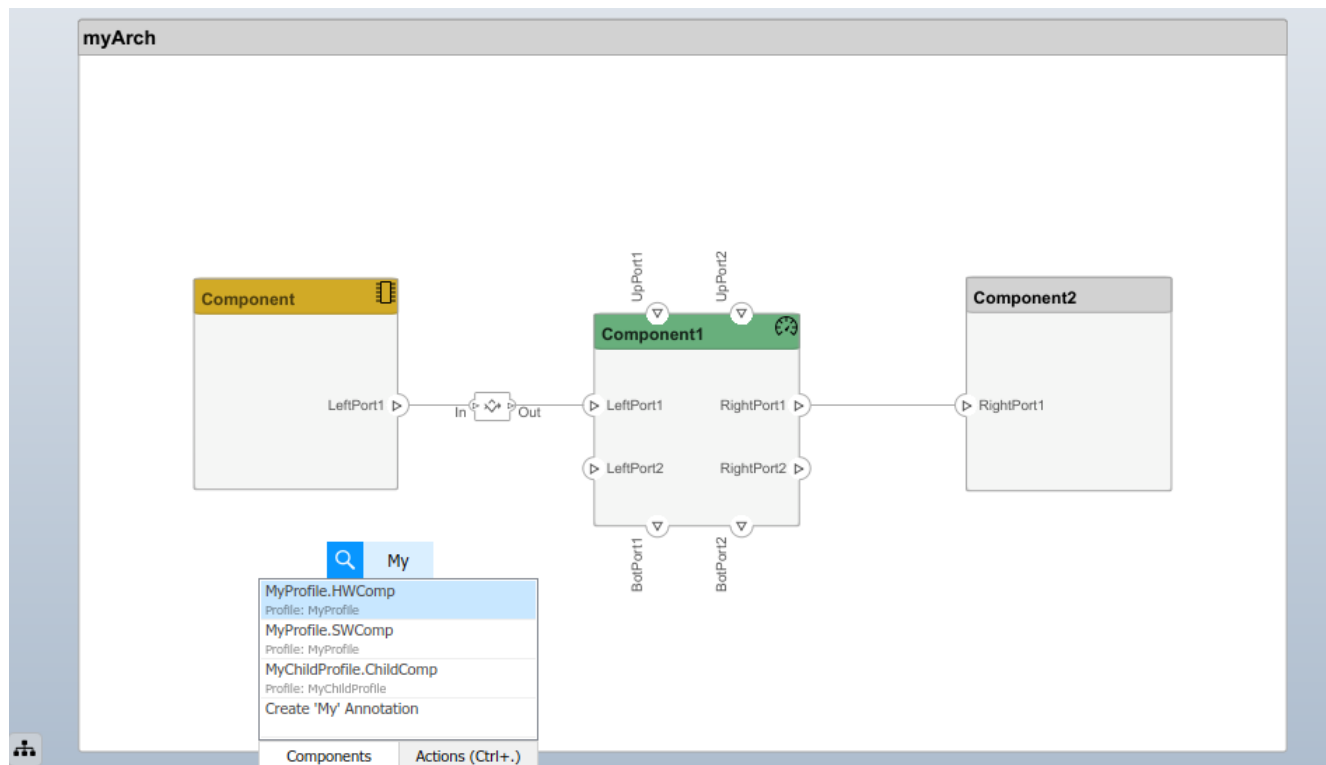 myArch
UpPort1
UpPort2
Component
Component1
Component2
LeftPort1
In
Out
LeftPort1
RightPort1
RightPort1
LeftPort2
RightPort2
BotPort1
BotPort2
My
MyProfile.HWComp
Profile: MyProfile
MyProfile.SWComp
Profile: MyProfile
MyChildProfile.ChildComp
Profile: MyChildProfile
Create 'My' Annotation
Components
Actions (Ctrl+.)